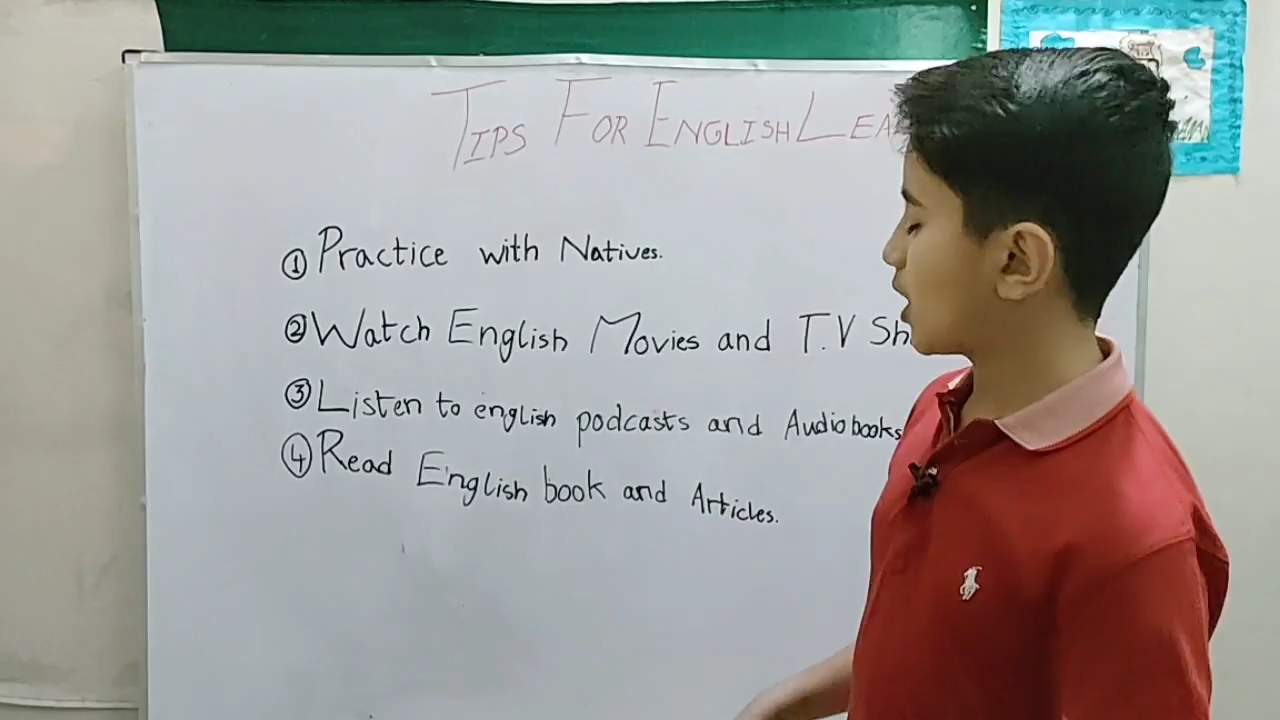 TIPS FOR ENGLISH LEA
① Practice with Natives.
② Watch English Movies and T.V Sh
③ Listen to english podcasts and Audiobooks
④ Read English book and Articles.